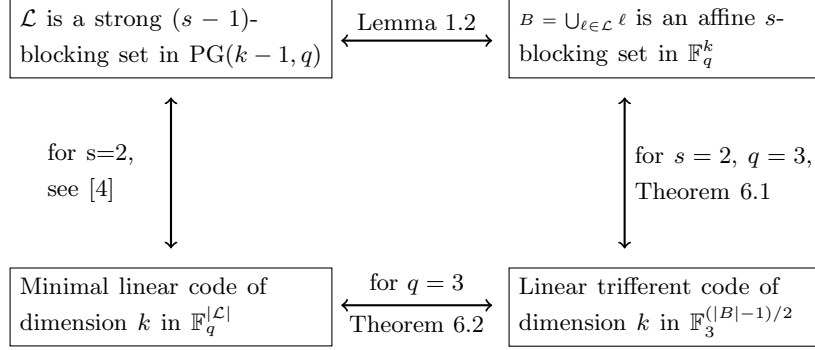 𝓛 is a strong (s − 1)-
blocking set in PG(k − 1, q)
Lemma 1.2
B = ⋃_{ℓ∈𝓛} ℓ is an affine s-
blocking set in 𝔽_q^k
for s=2,
see [4]
for s = 2, q = 3,
Theorem 6.1
Minimal linear code of
dimension k in 𝔽_q^{|𝓛|}
for q = 3
Theorem 6.2
Linear trifferent code of
dimension k in 𝔽_3^{(|B|−1)/2}